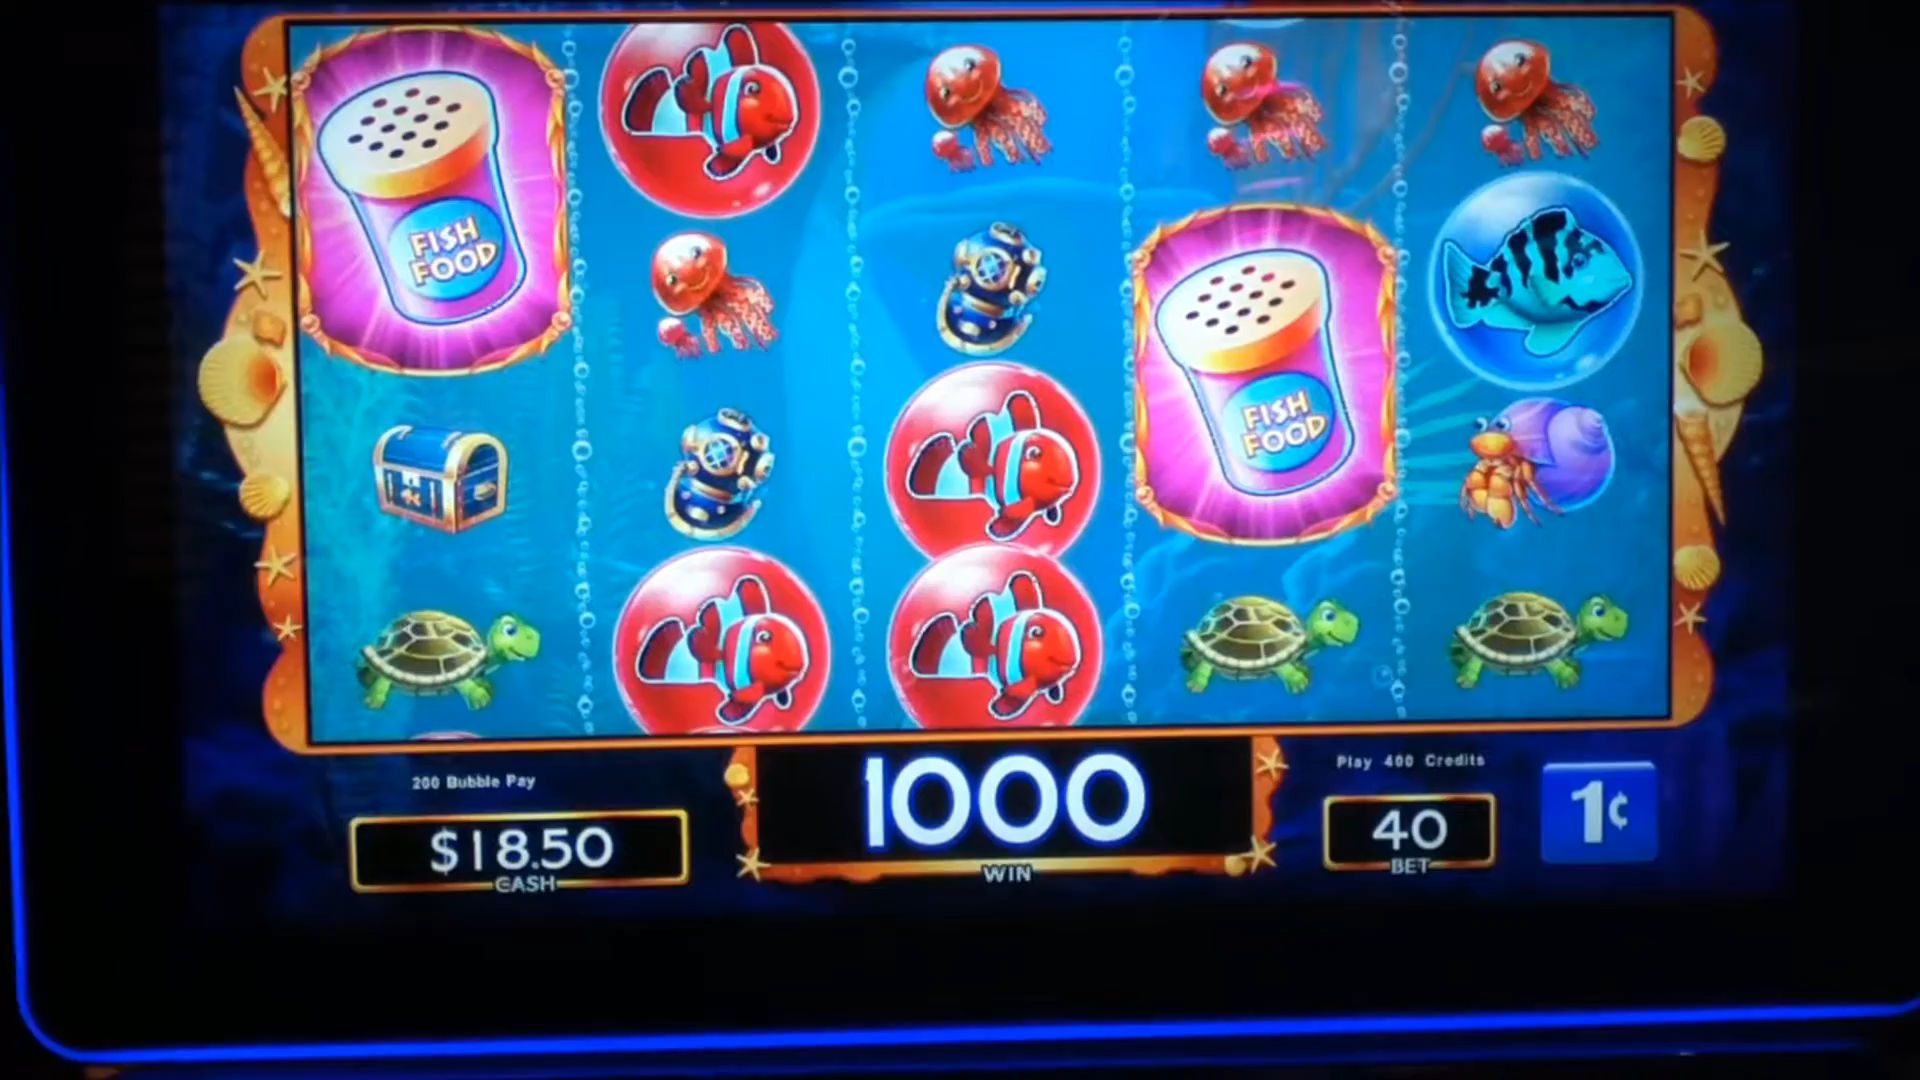 FISH
FOOD
FISH
FOOD
200 Bubble Pay
$18.50
CASH
1000
WIN
Play 400 Credits
40
BET
1¢